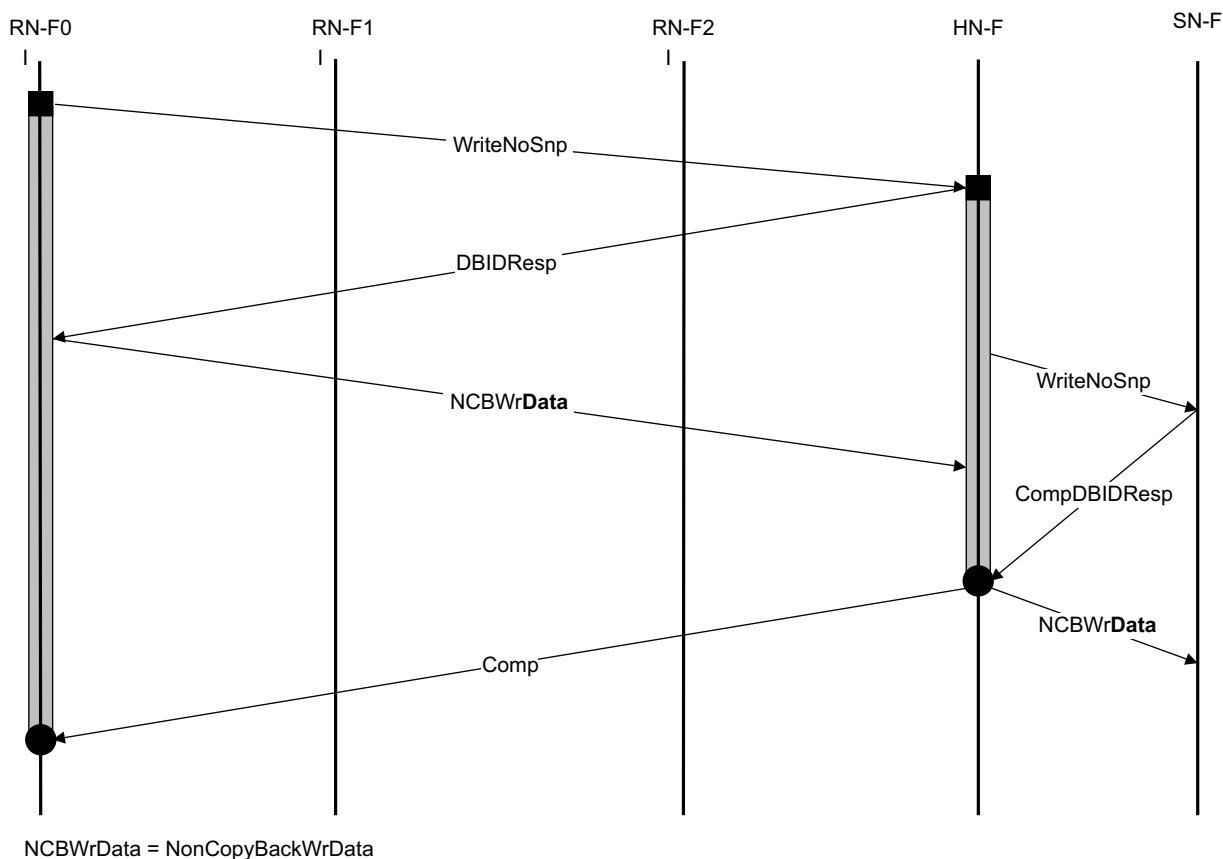 RN-F0 RN-F1 RN-F2 HN-F SN-F
I I I
WriteNoSnp
DBIDResp
WriteNoSnp
NCBWrData
CompDBIDResp
NCBWrData
Comp
NCBWrData = NonCopyBackWrData